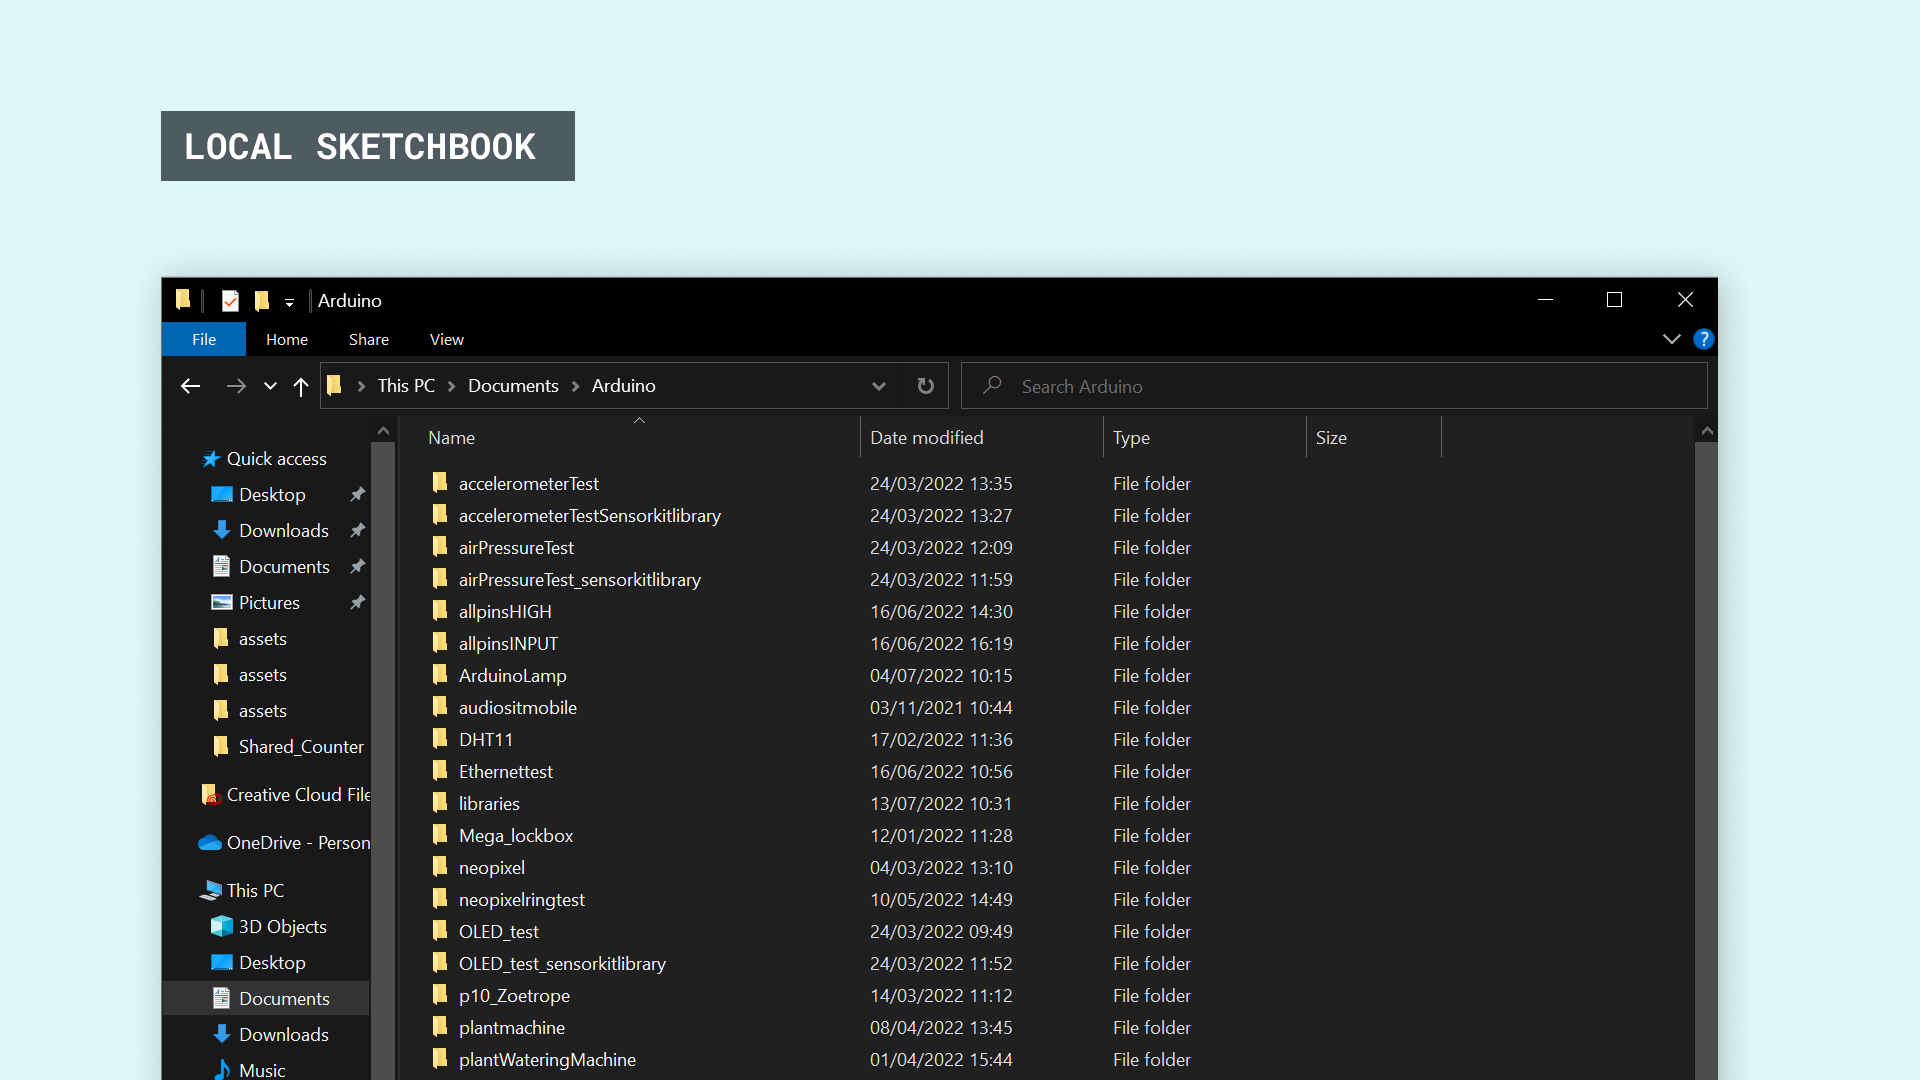 LOCAL SKETCHBOOK
Arduino
File Home Share View
This PC Documents Arduino
Search Arduino
Name Date modified Type Size
Quick access
Desktop
Downloads
Documents
Pictures
assets
assets
assets
Shared_Counter
Creative Cloud File
OneDrive - Person
This PC
3D Objects
Desktop
Documents
Downloads
Music
accelerometerTest 24/03/2022 13:35 File folder
accelerometerTestSensorkitlibrary 24/03/2022 13:27 File folder
airPressureTest 24/03/2022 12:09 File folder
airPressureTest_sensorkitlibrary 24/03/2022 11:59 File folder
allpinsHIGH 16/06/2022 14:30 File folder
allpinsINPUT 16/06/2022 16:19 File folder
ArduinoLamp 04/07/2022 10:15 File folder
audiositmobile 03/11/2021 10:44 File folder
DHT11 17/02/2022 11:36 File folder
Ethernettest 16/06/2022 10:56 File folder
libraries 13/07/2022 10:31 File folder
Mega_lockbox 12/01/2022 11:28 File folder
neopixel 04/03/2022 13:10 File folder
neopixelringtest 10/05/2022 14:49 File folder
OLED_test 24/03/2022 09:49 File folder
OLED_test_sensorkitlibrary 24/03/2022 11:52 File folder
p10_Zoetrope 14/03/2022 11:12 File folder
plantmachine 08/04/2022 13:45 File folder
plantWateringMachine 01/04/2022 15:44 File folder